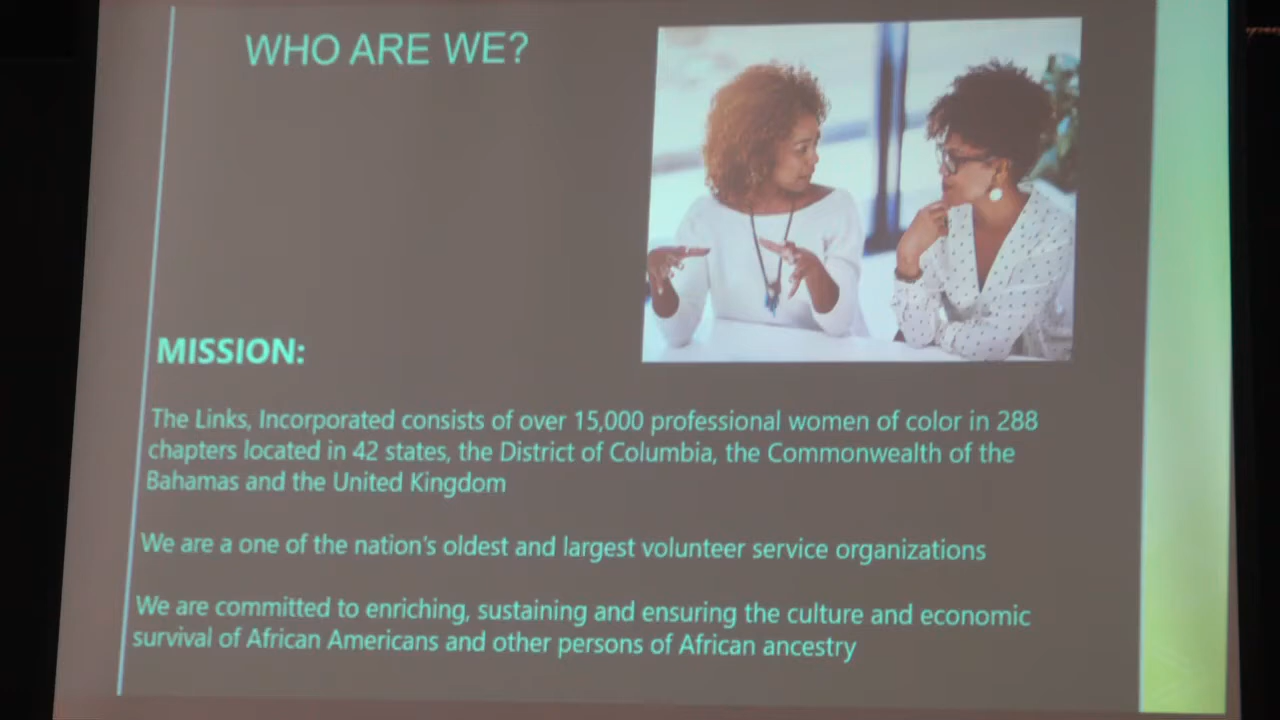 WHO ARE WE?
MISSION:
The Links, Incorporated consists of over 15,000 professional women of color in 288
chapters located in 42 states, the District of Columbia, the Commonwealth of the
Bahamas and the United Kingdom
We are a one of the nation's oldest and largest volunteer service organizations
We are committed to enriching, sustaining and ensuring the culture and economic
survival of African Americans and other persons of African ancestry